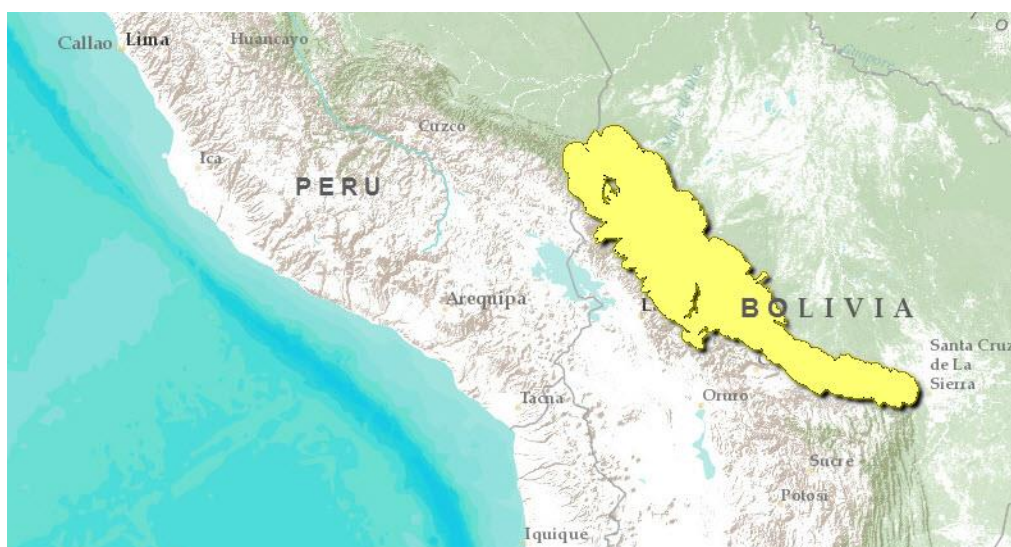 Callao
Lima
Huancayo
Cuzco
Ica
PERU
Arequipa
BOLIVIA
Santa Cruz
de La
Sierra
Tacna
Oruro
Sucre
Potosi
Iquique